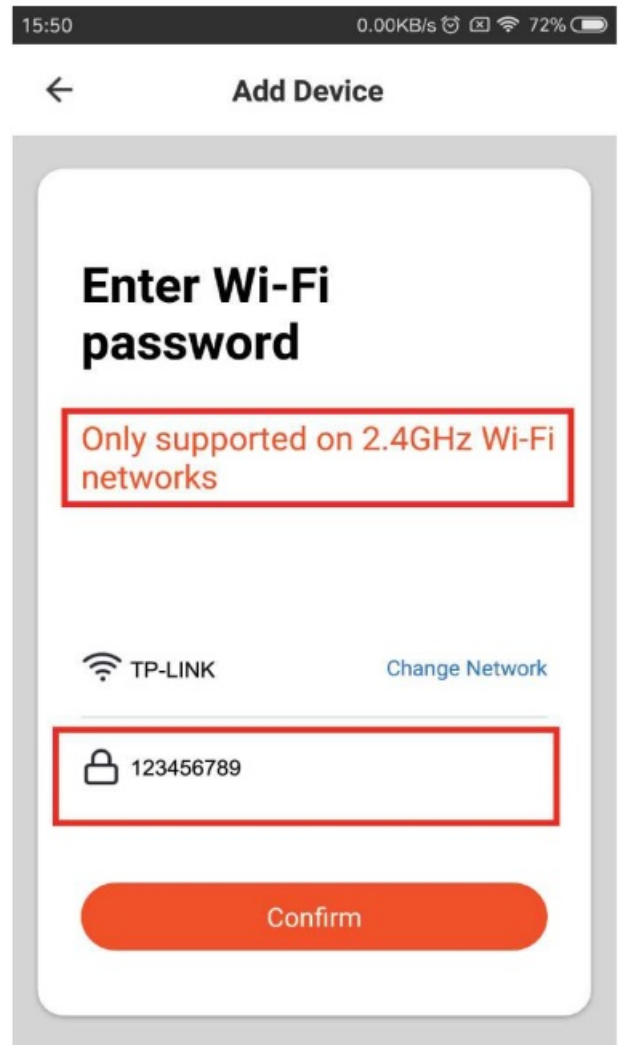 15:50 0.00KB/s 72%
Add Device
Enter Wi-Fi
password
Only supported on 2.4GHz Wi-Fi
networks
TP-LINK Change Network
123456789
Confirm